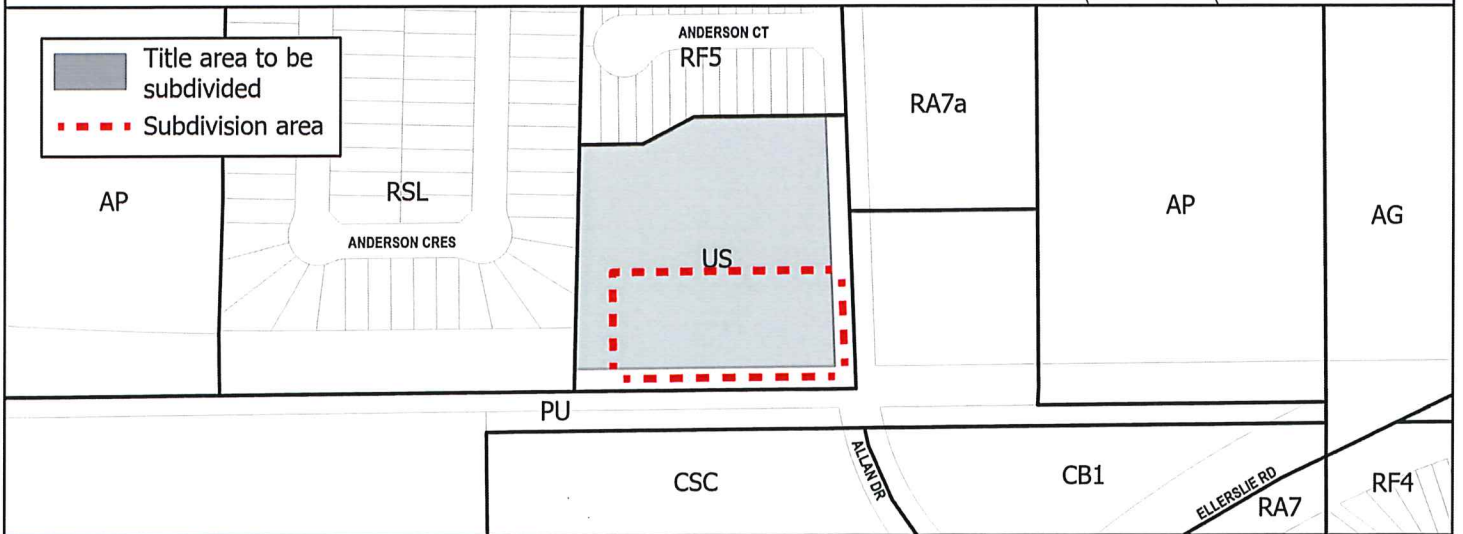 Title area to be
subdivided
Subdivision area
ANDERSON CT
RF5
RA7a
AP
RSL
AP
AG
ANDERSON CRES
US
PU
ALLAN DR
CSC
CB1
ELLERSLIE RD
RA7
RF4